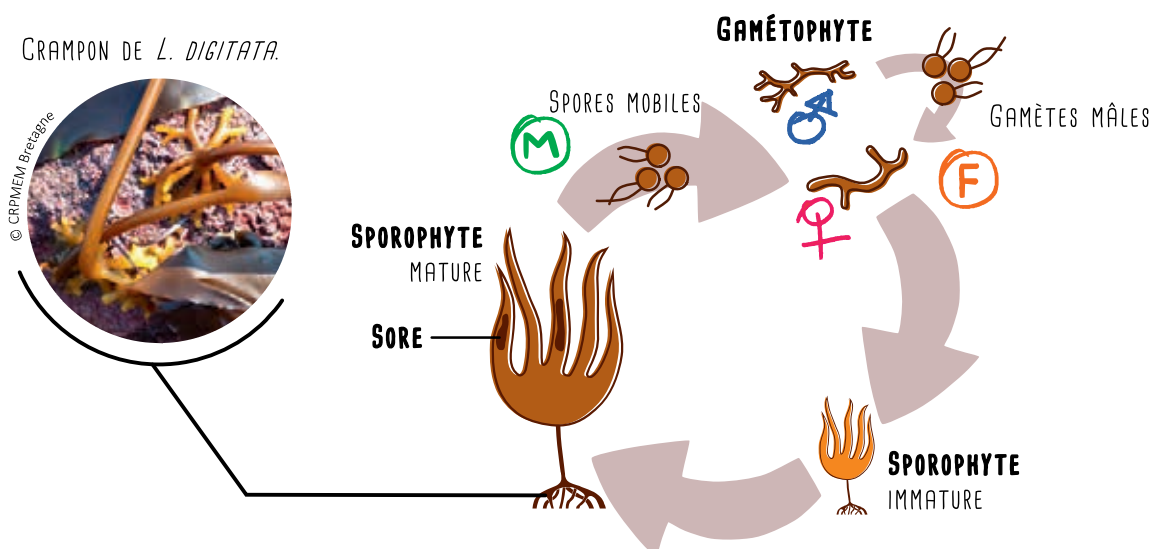 Crampon de L. digitata.
© CRPMEM Bretagne
Gamétophyte
Spores mobiles
M
Gamètes mâles
F
Sporophyte
mature
Sore
Sporophyte
immature